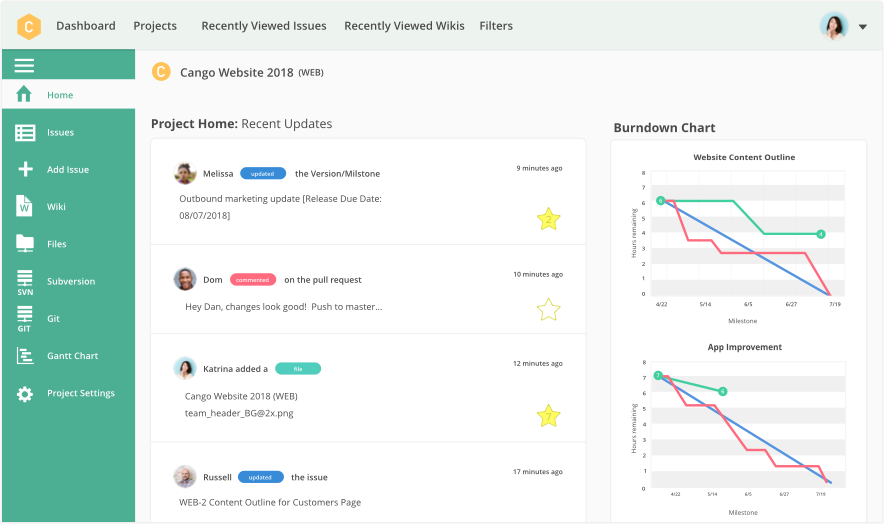 C Dashboard Projects Recently Viewed Issues Recently Viewed Wikis Filters
Home
Issues
Add Issue
W Wiki
Files
Subversion
SVN
Git
GIT
Gantt Chart
Project Settings
C Cango Website 2018 (WEB)
Project Home: Recent Updates
Melissa updated the Version/Milstone
9 minutes ago
Outbound marketing update [Release Due Date:
08/07/2018]
2
Dom commented on the pull request
10 minutes ago
Hey Dan, changes look good! Push to master...
Katrina added a file
12 minutes ago
Cango Website 2018 (WEB)
team_header_BG@2x.png
7
Russell updated the issue
17 minutes ago
WEB-2 Content Outline for Customers Page
Burndown Chart
Website Content Outline
Hours remaining
8
7
6
5
4
3
2
1
0
6
4
4/22 5/14 6/5 6/27 7/19
Milestone
App Improvement
Hours remaining
8
7
6
5
4
3
2
1
0
7
6
4/22 5/14 6/5 6/27 7/19
Milestone